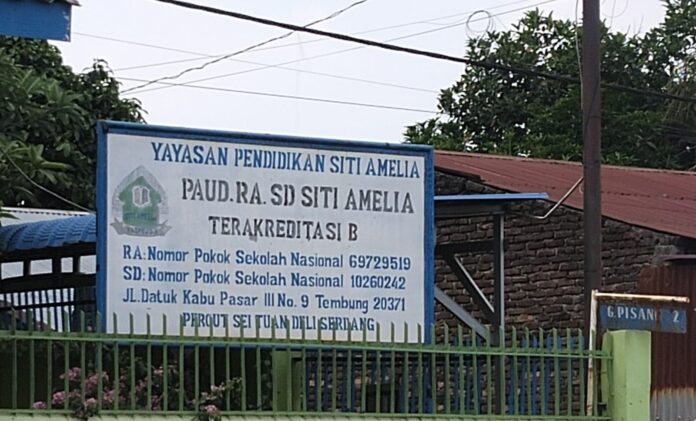 YAYASAN PENDIDIKAN SITI AMELIA
PAUD.RA. SD SITI AMELIA
TERAKREDITASI B
RA: Nomor Pokok Sekolah Nasional 69729519
SD: Nomor Pokok Sekolah Nasional 10260242
JL. Datuk Kabu Pasar III No. 9 Tembung 20371
PERCUT SEI TUAN DELI SERDANG
G.PISANG 2